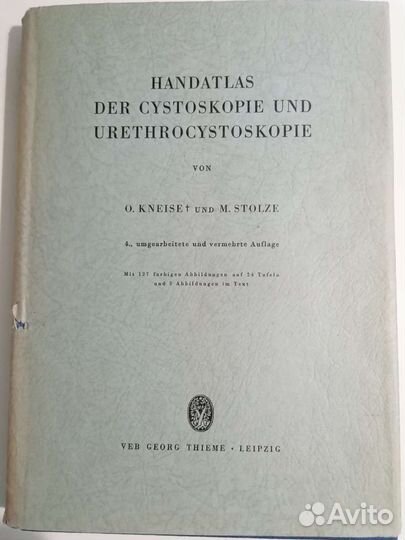 HANDATLAS
DER CYSTOSKOPIE UND
URETHROCYSTOSKOPIE
VON
O. KNEISE† UND M. STOLZE
4., umgearbeitete und vermehrte Auflage
Mit 137 farbigen Abbildungen auf 24 Tafeln
und 3 Abbildungen im Text
VEB GEORG THIEME · LEIPZIG
Avito